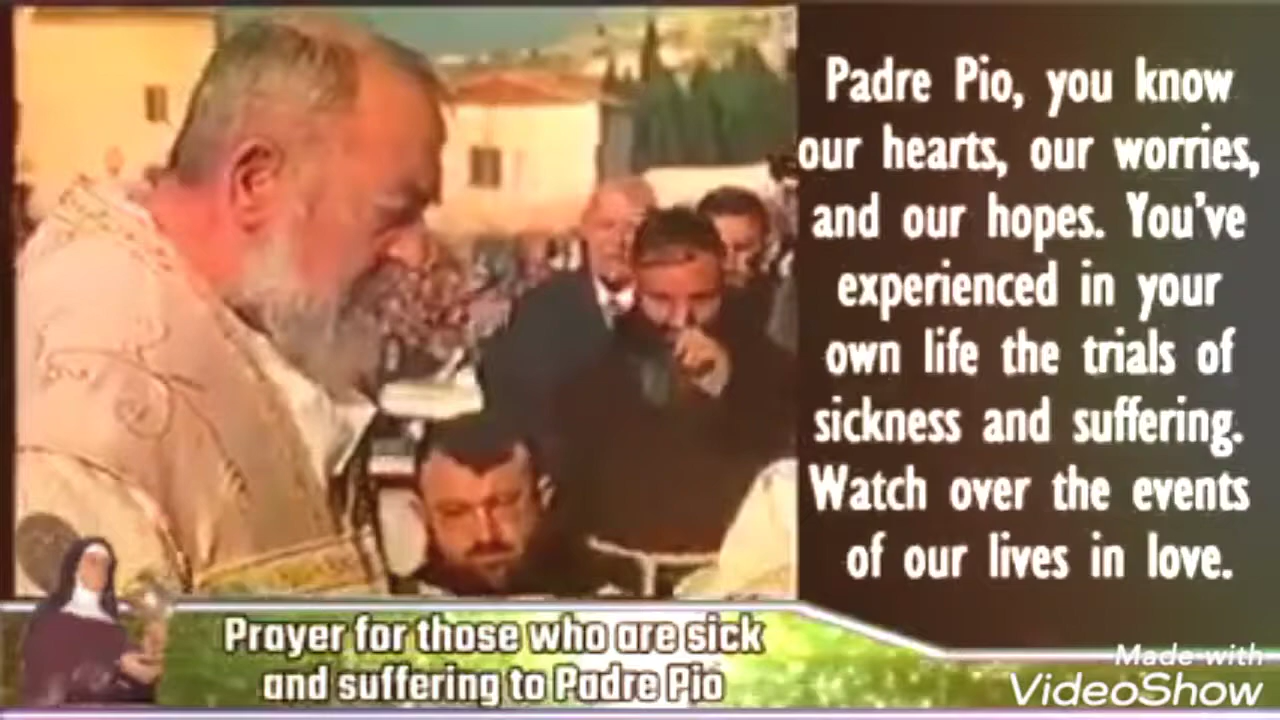 Padre Pio, you know
our hearts, our worries,
and our hopes. You've
experienced in your
own life the trials of
sickness and suffering.
Watch over the events
of our lives in love.
Prayer for those who are sick
and suffering to Padre Pio
Made with
VideoShow